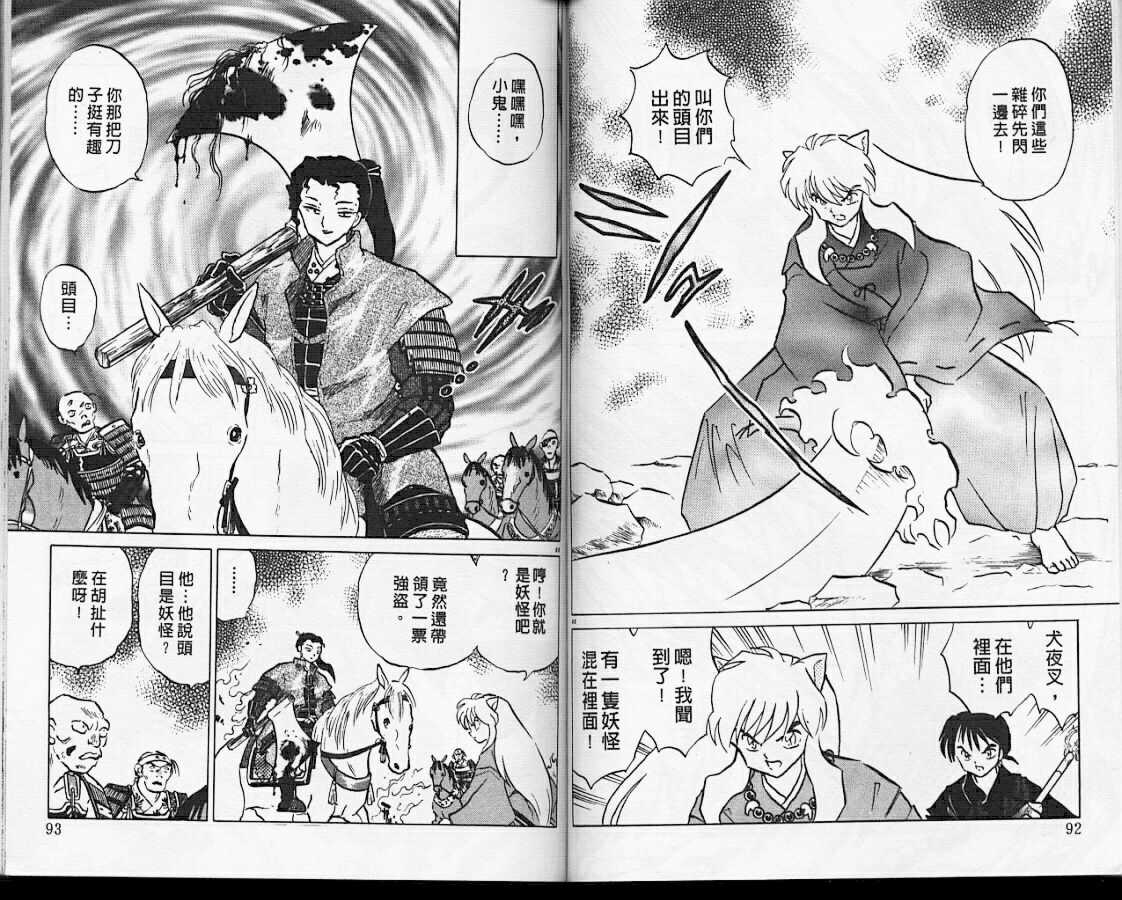 你們這些
雜碎先閃
一邊去！
叫你們
的頭目
出來！
犬夜叉，
在他們
裡面…
嗯！我聞
到了！
有一隻妖怪
混在裡面！
92
嘿嘿嘿，
小鬼……
你那把刀
子挺有趣
的……
頭目…
哼！你就
是妖怪吧
？
竟然還帶
領了一票
強盜。
……
他…他說頭
目是妖怪？
在胡扯什
麼呀！
93